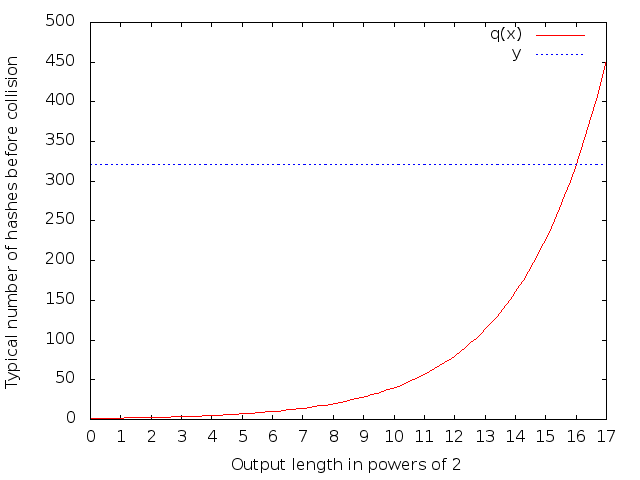 500
450
400
350
300
250
200
150
100
50
0
Typical number of hashes before collision
q(x)
y
0 1 2 3 4 5 6 7 8 9 10 11 12 13 14 15 16 17
Output length in powers of 2